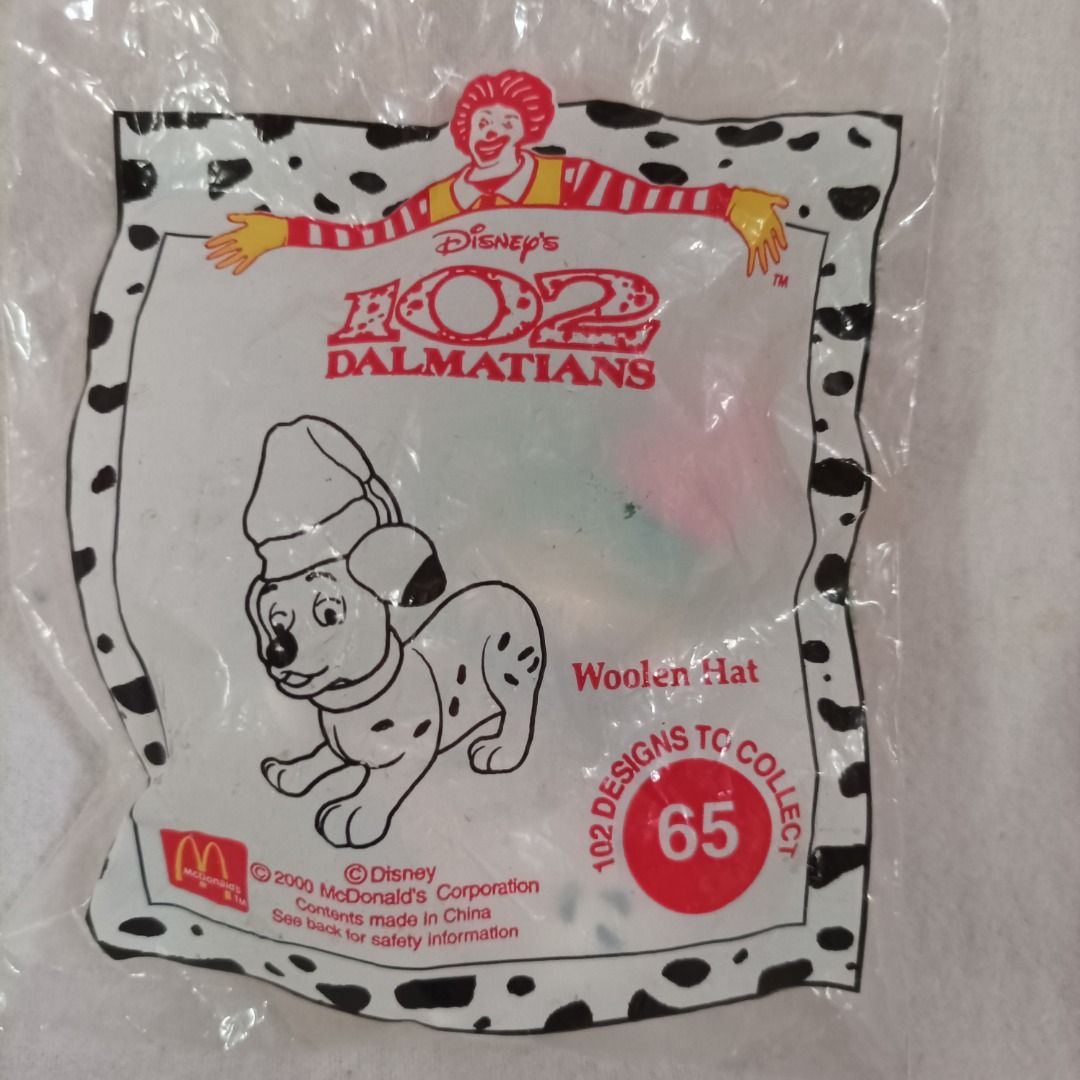 DISNEY'S
102
DALMATIANS
TM
Woolen Hat
102 DESIGNS TO COLLECT
65
McDonald's
® TM
© Disney
© 2000 McDonald's Corporation
Contents made in China
See back for safety information